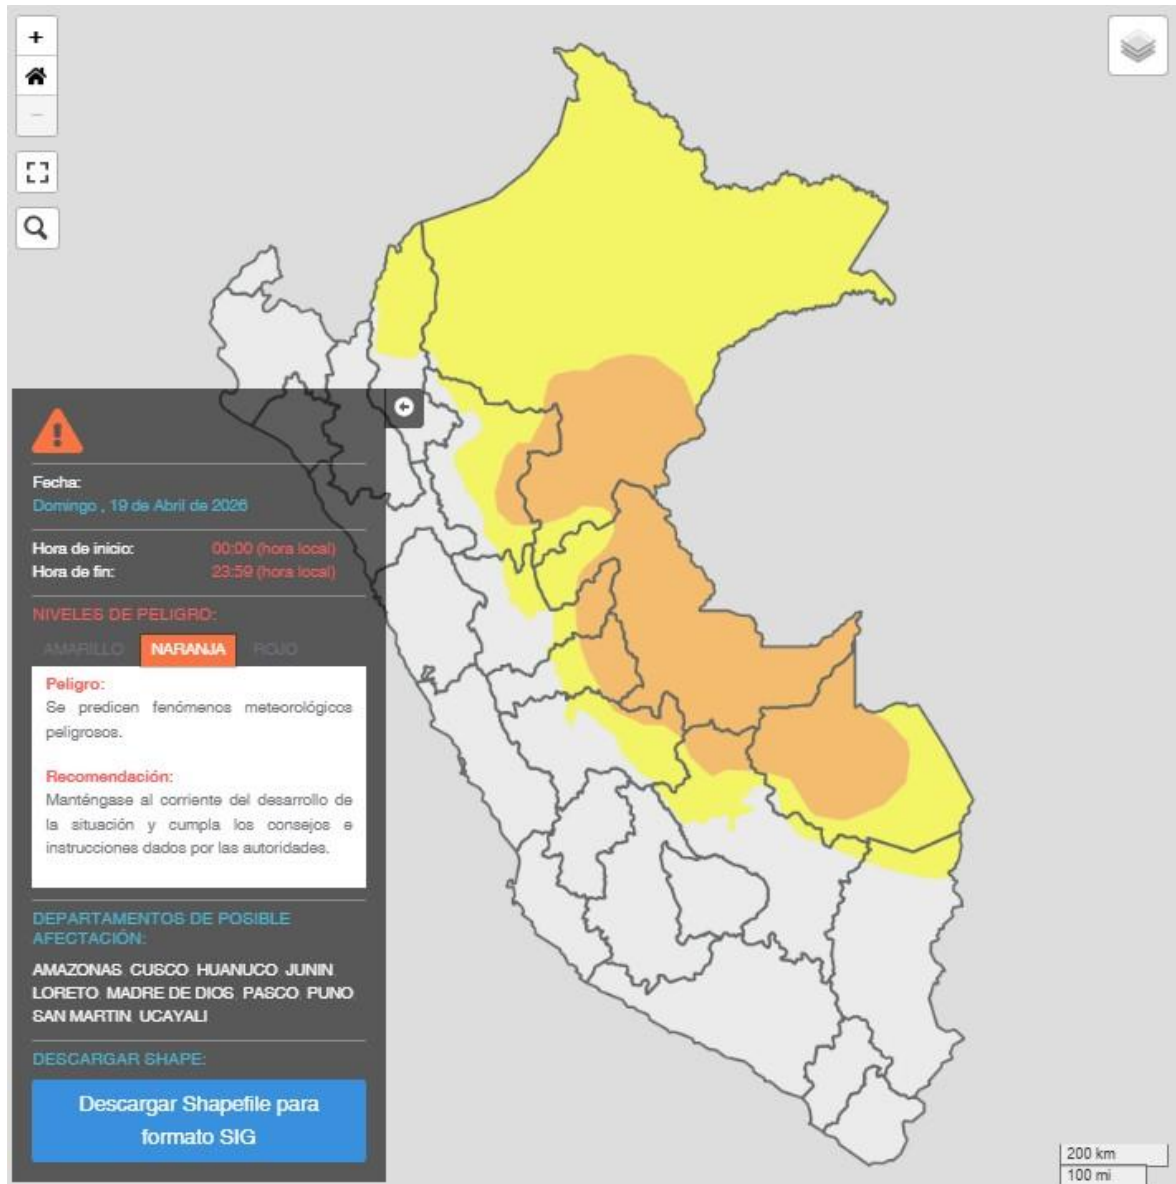 +
−
Fecha:
Domingo , 19 de Abril de 2026
Hora de inicio: 00:00 (hora local)
Hora de fin: 23:59 (hora local)
NIVELES DE PELIGRO:
AMARILLO NARANJA ROJO
Peligro:
Se predicen fenómenos meteorológicos
peligrosos.
Recomendación:
Manténgase al corriente del desarrollo de
la situación y cumpla los consejos e
instrucciones dados por las autoridades.
DEPARTAMENTOS DE POSIBLE
AFECTACIÓN:
AMAZONAS CUSCO HUANUCO JUNIN
LORETO MADRE DE DIOS PASCO PUNO
SAN MARTIN UCAYALI
DESCARGAR SHAPE:
Descargar Shapefile para
formato SIG
200 km
100 mi